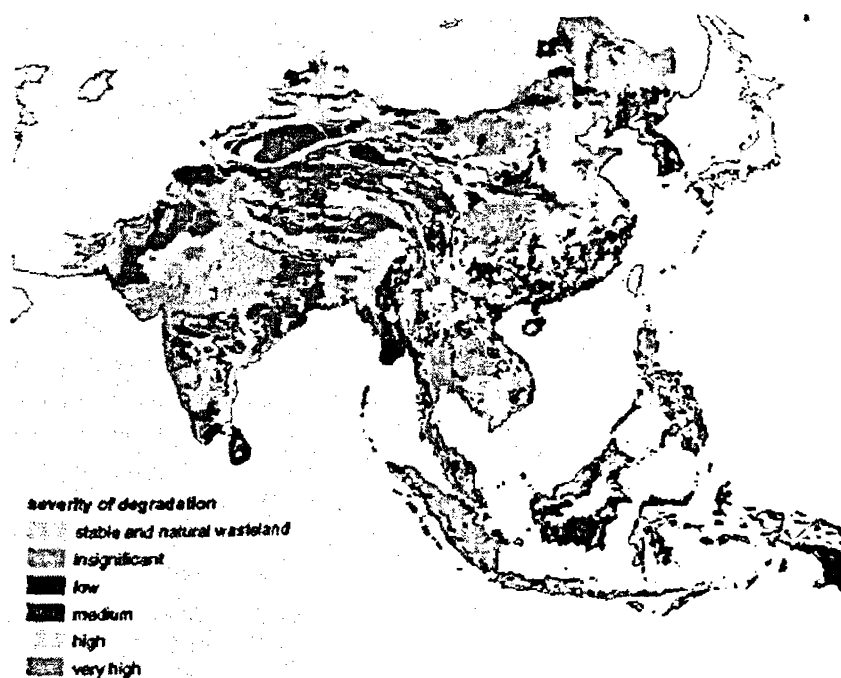 severity of degradation
stable and natural wasteland
insignificant
low
medium
high
very high